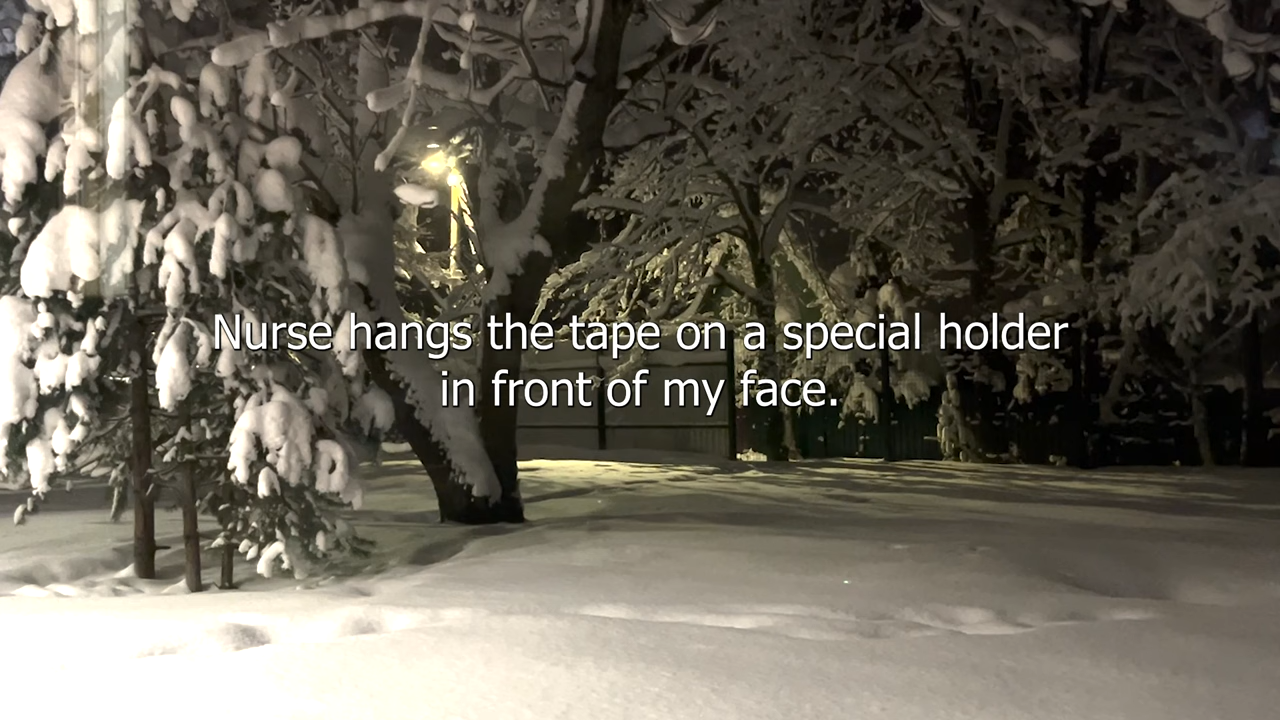 Nurse hangs the tape on a special holder
in front of my face.